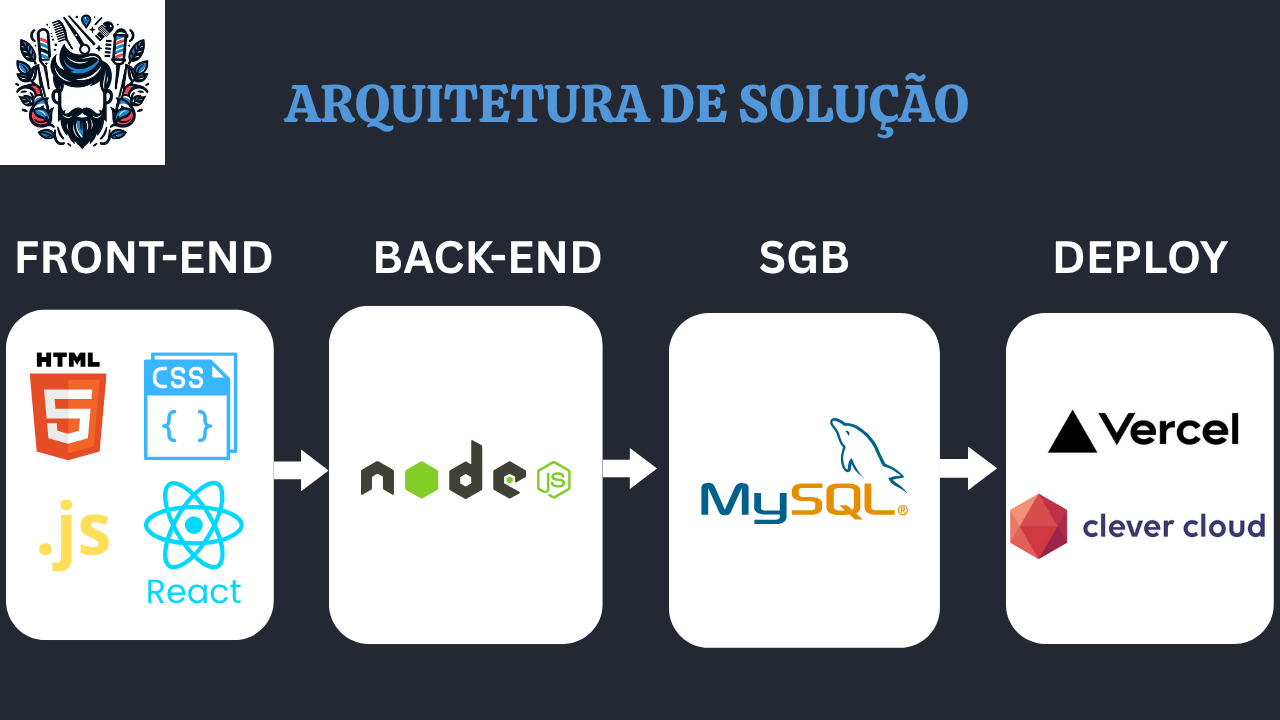 ARQUITETURA DE SOLUÇÃO
FRONT-END
BACK-END
SGB
DEPLOY
HTML
5
CSS
{ }
.js
React
node
JS
MySQL®
Vercel
clever cloud